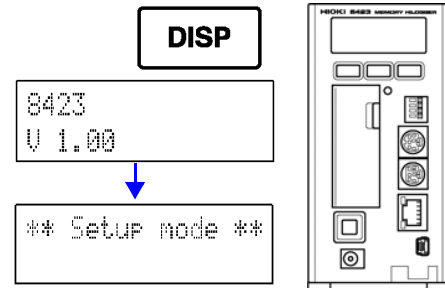 DISP
8423
V 1.00
** Setup mode **
HIOKI 8423 MEMORY HiLOGGER